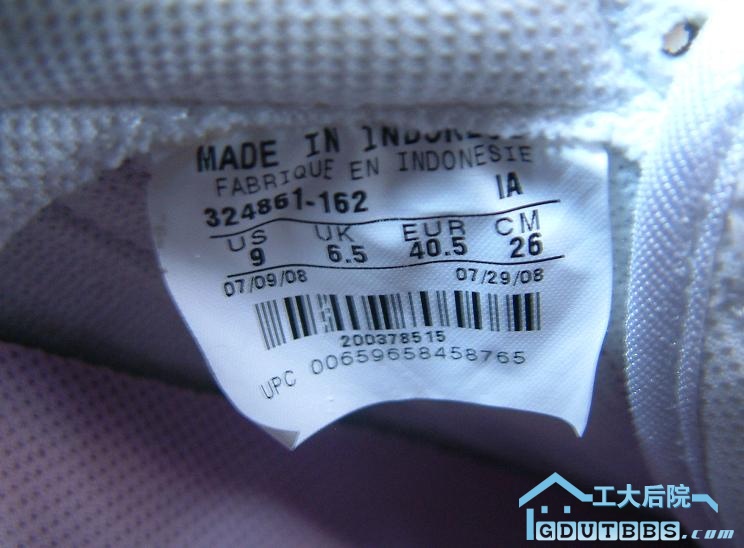 MADE IN INDONESIA
FABRIQUE EN INDONESIE
324861-162 IA
US UK EUR CM
9 6.5 40.5 26
07/09/08 07/29/08
200378515
UPC 00659658458765
工大后院
GDUTBBS.com